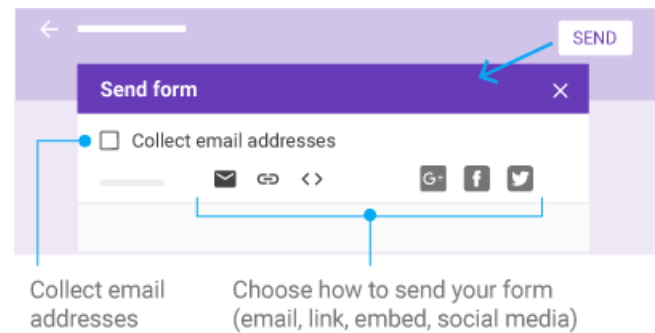 SEND
Send form
Collect email addresses
G+
Collect email
addresses
Choose how to send your form
(email, link, embed, social media)